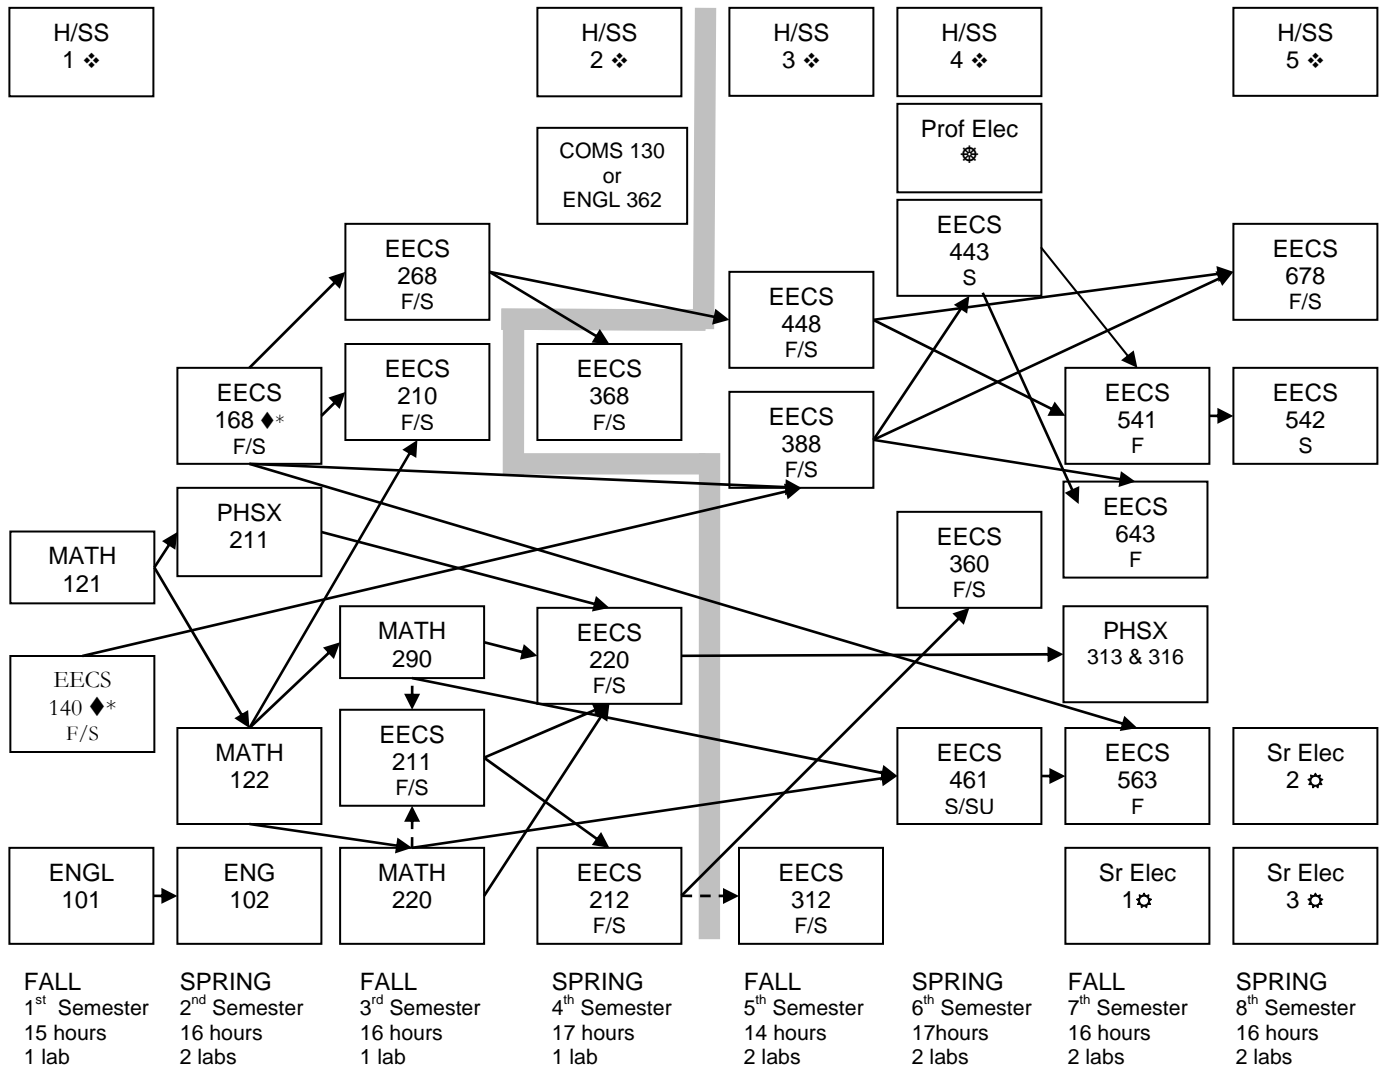 H/SS
1 ❖
H/SS
2 ❖
H/SS
3 ❖
H/SS
4 ❖
H/SS
5 ❖
COMS 130
or
ENGL 362
Prof Elec
☸
EECS
268
F/S
EECS
443
S
EECS
678
F/S
EECS
448
F/S
EECS
168 ♦*
F/S
EECS
210
F/S
EECS
368
F/S
EECS
388
F/S
EECS
541
F
EECS
542
S
PHSX
211
MATH
121
EECS
360
F/S
EECS
643
F
EECS
140 ♦*
F/S
MATH
290
EECS
220
F/S
PHSX
313 & 316
MATH
122
EECS
211
F/S
EECS
461
S/SU
EECS
563
F
Sr Elec
2 ✡
ENGL
101
ENG
102
MATH
220
EECS
212
F/S
EECS
312
F/S
Sr Elec
1✡
Sr Elec
3 ✡
FALL
1st Semester
15 hours
1 lab
SPRING
2nd Semester
16 hours
2 labs
FALL
3rd Semester
16 hours
1 lab
SPRING
4th Semester
17 hours
1 lab
FALL
5th Semester
14 hours
2 labs
SPRING
6th Semester
17hours
2 labs
FALL
7th Semester
16 hours
2 labs
SPRING
8th Semester
16 hours
2 labs